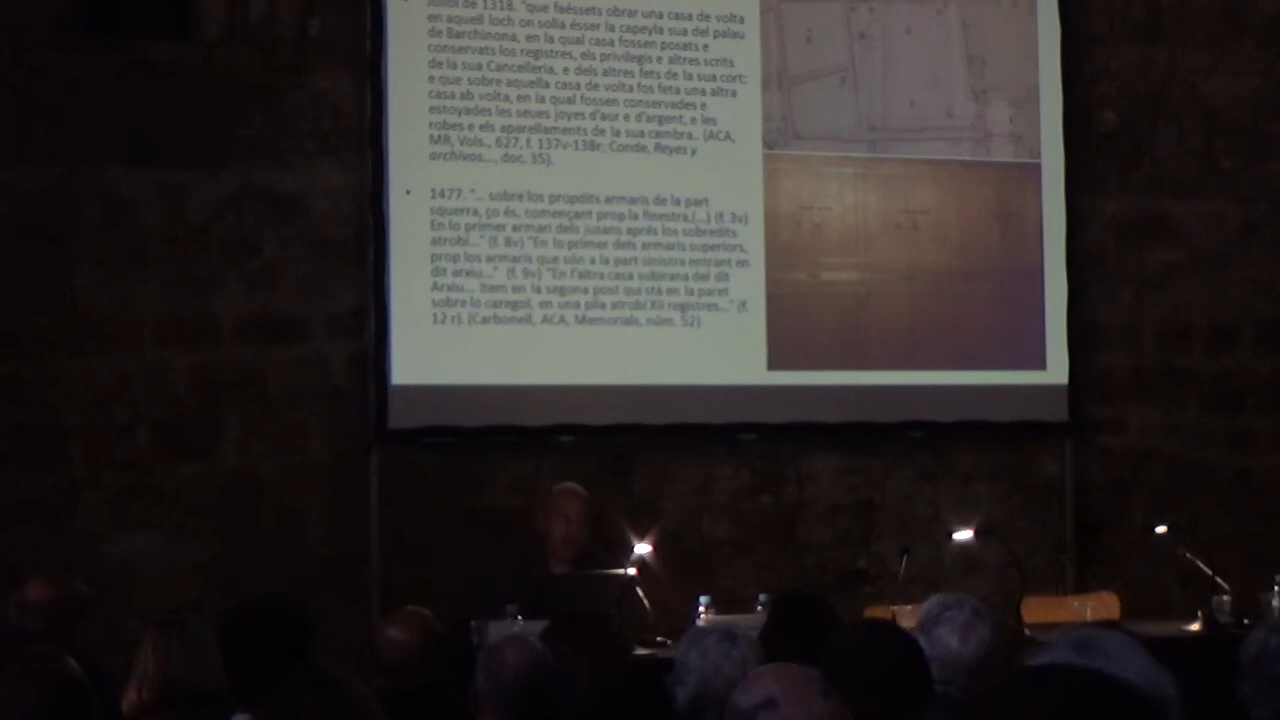 Juliol de 1318. "que faéssets obrar una casa de volta
en aquell loch on solia ésser la capeyla sua del palau
de Barchinona, en la qual casa fossen posats e
conservats los registres, els privilegis e altres scrits
de la sua Cancelleria, e dels altres fets de la sua cort;
e que sobre aquella casa de volta fos feta una altra
casa ab volta, en la qual fossen conservades e
estoyades les seues joyes d'aur e d'argent, e les
robes e els aparellaments de la sua cambra.. (ACA,
MR, Vols., 627, f. 137v-138r; Conde, Reyes y
archivos..., doc. 35).
• 1477. "... sobre los propdits armaris de la part
squerra, ço és, començant prop la finestra,(...) (f. 3v)
En lo primer armari dels jusans aprés los sobredits
atrobí..." (f. 8v) "En lo primer dels armaris superiors,
prop los armaris que són a la part sinistra entrant en
dit arxiu..." (f. 9v) "En l'altra casa subirana del dit
Arxiu... Item en la segona post qui stà en la paret
sobre lo caregol, en una pila atrobí XII registres..." (f.
12 r). (Carbonell, ACA, Memorials, núm. 52)